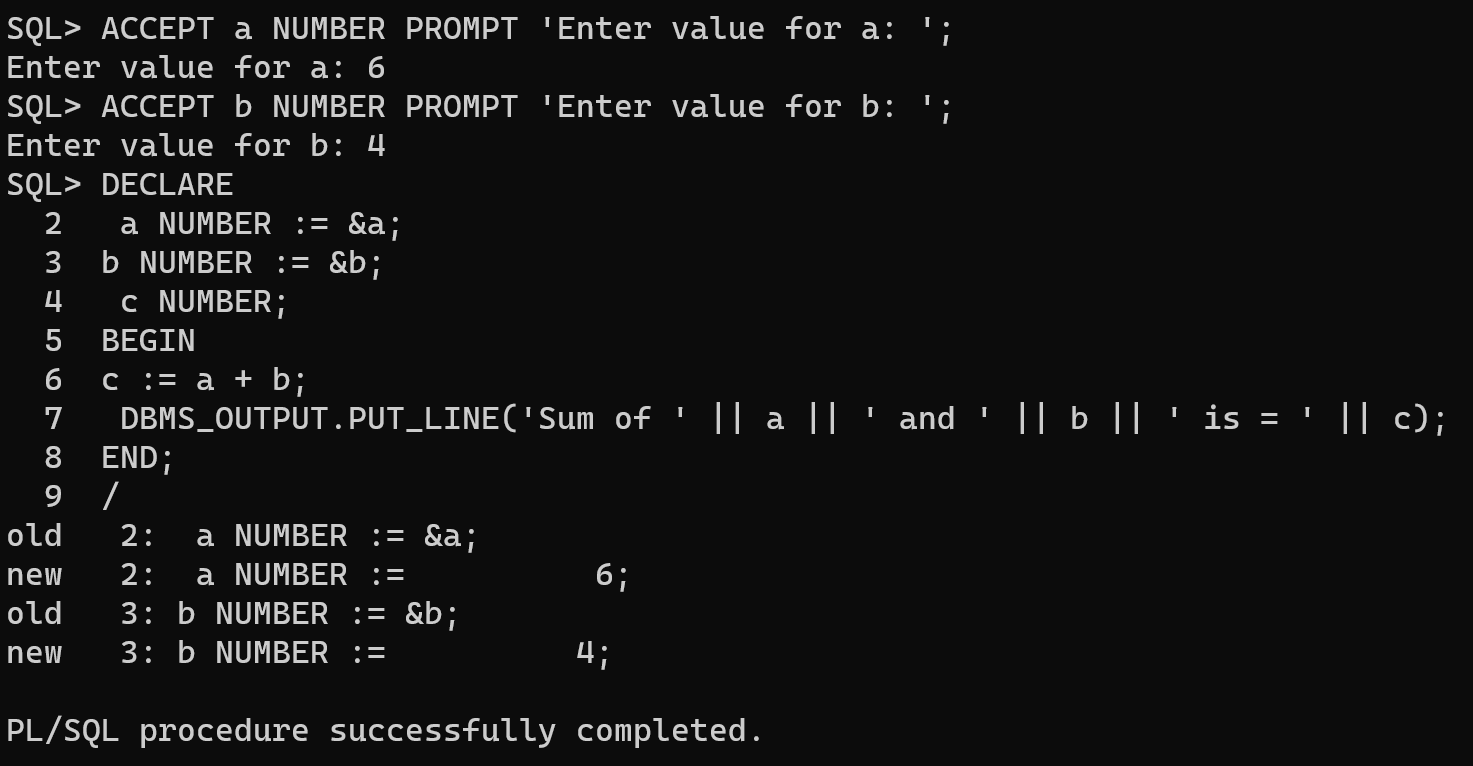 SQL> ACCEPT a NUMBER PROMPT 'Enter value for a: ';
Enter value for a: 6
SQL> ACCEPT b NUMBER PROMPT 'Enter value for b: ';
Enter value for b: 4
SQL> DECLARE
  2   a NUMBER := &a;
  3  b NUMBER := &b;
  4   c NUMBER;
  5  BEGIN
  6  c := a + b;
  7   DBMS_OUTPUT.PUT_LINE('Sum of ' || a || ' and ' || b || ' is = ' || c);
  8  END;
  9  /
old   2:  a NUMBER := &a;
new   2:  a NUMBER :=          6;
old   3: b NUMBER := &b;
new   3: b NUMBER :=          4;

PL/SQL procedure successfully completed.